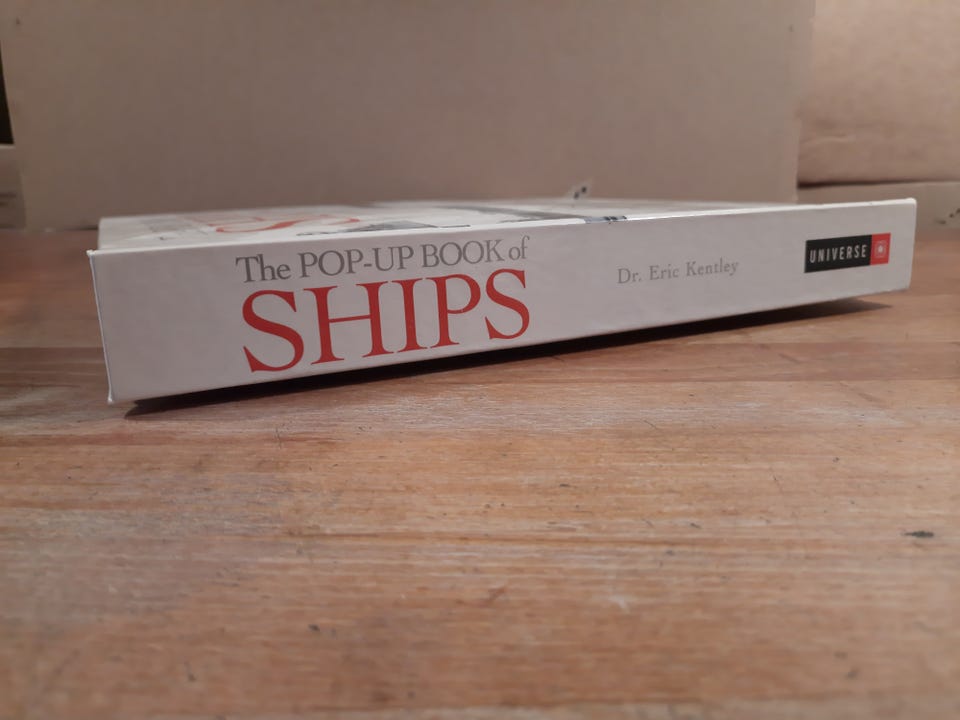 The POP-UP BOOK of
SHIPS
Dr. Eric Kentley
UNIVERSE